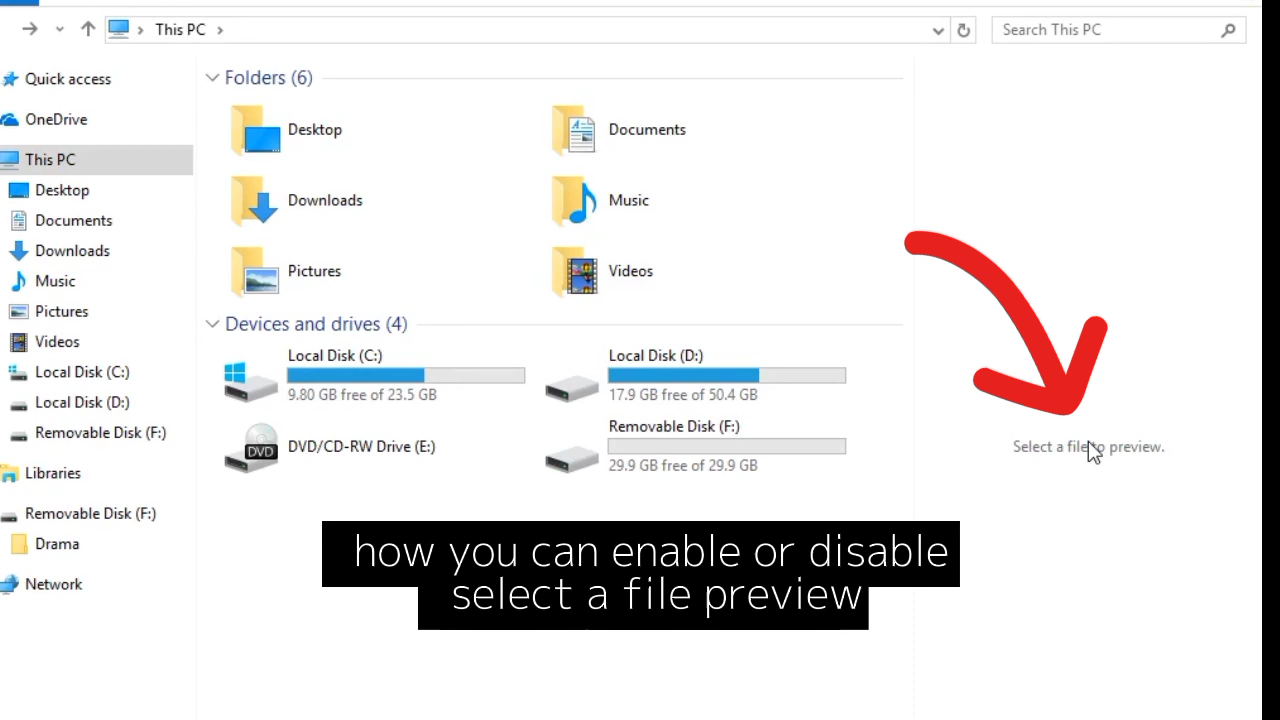 This PC
Search This PC
Quick access
OneDrive
This PC
Desktop
Documents
Downloads
Music
Pictures
Videos
Local Disk (C:)
Local Disk (D:)
Removable Disk (F:)
Libraries
Removable Disk (F:)
Drama
Network
Folders (6)
Desktop
Documents
Downloads
Music
Pictures
Videos
Devices and drives (4)
Local Disk (C:)
9.80 GB free of 23.5 GB
Local Disk (D:)
17.9 GB free of 50.4 GB
DVD
DVD/CD-RW Drive (E:)
Removable Disk (F:)
29.9 GB free of 29.9 GB
Select a file to preview.
how you can enable or disable
select a file preview